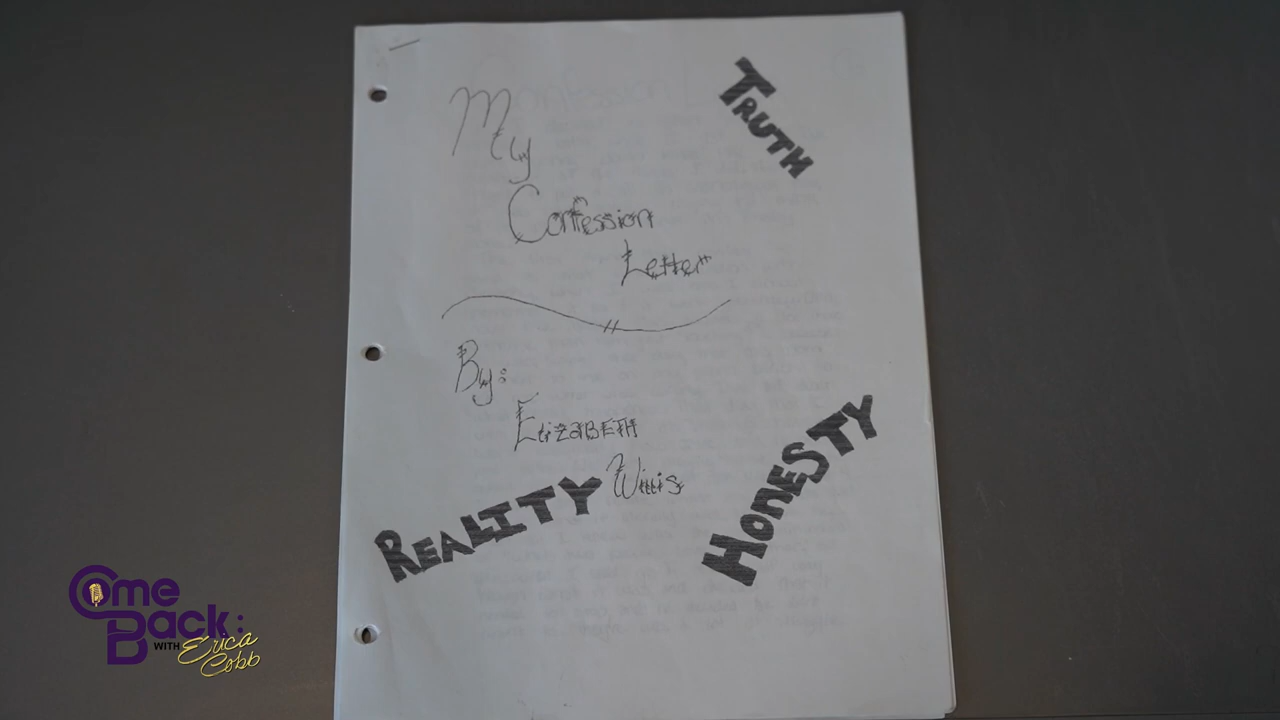 My
Confession
Letter
TRUTH
By:
ELIZABETH
Willis
REALITY
HONESTY
Come
Back:
WITH Erica
Cobb